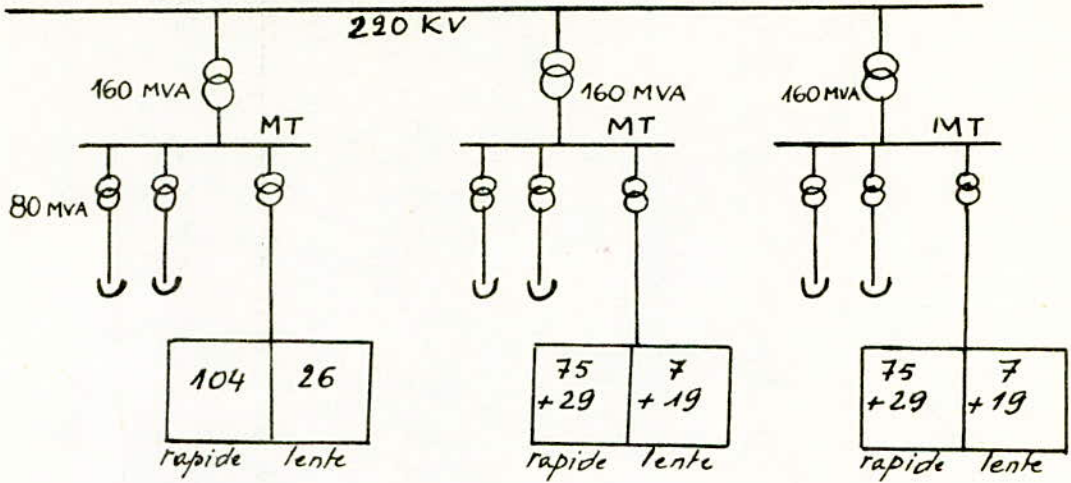 220 KV
160 MVA
160 MVA
160 MVA
MT
MT
MT
80 MVA
104
26
75
+ 29
7
+ 19
75
+ 29
7
+ 19
rapide
lente
rapide
lente
rapide
lente